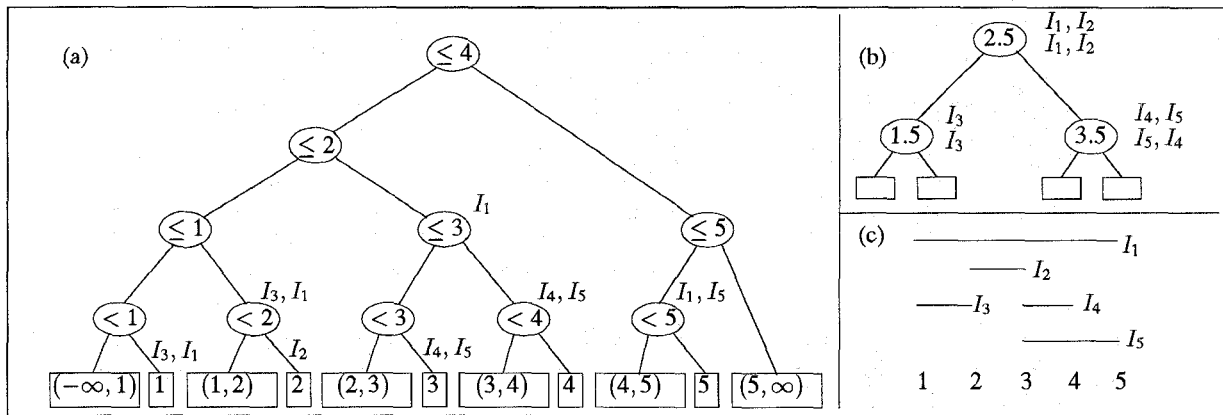 (a)
≤ 4
≤ 2
≤ 1
≤ 3
I₁
≤ 5
< 1
< 2
I₃, I₁
< 3
< 4
I₄, I₅
< 5
I₁, I₅
I₃, I₁
I₂
I₄, I₅
(−∞, 1) 1 (1, 2) 2 (2, 3) 3 (3, 4) 4 (4, 5) 5 (5, ∞)
(b)
2.5
I₁, I₂
I₁, I₂
1.5
I₃
I₃
3.5
I₄, I₅
I₅, I₄
(c)
I₁
I₂
I₃
I₄
I₅
1 2 3 4 5